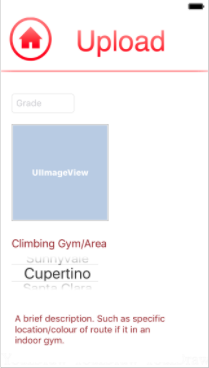 Upload
Grade
UIImageView
Climbing Gym/Area
Sunnyvale
Cupertino
Santa Clara
A brief description. Such as specific
location/colour of route if it in an
indoor gym.